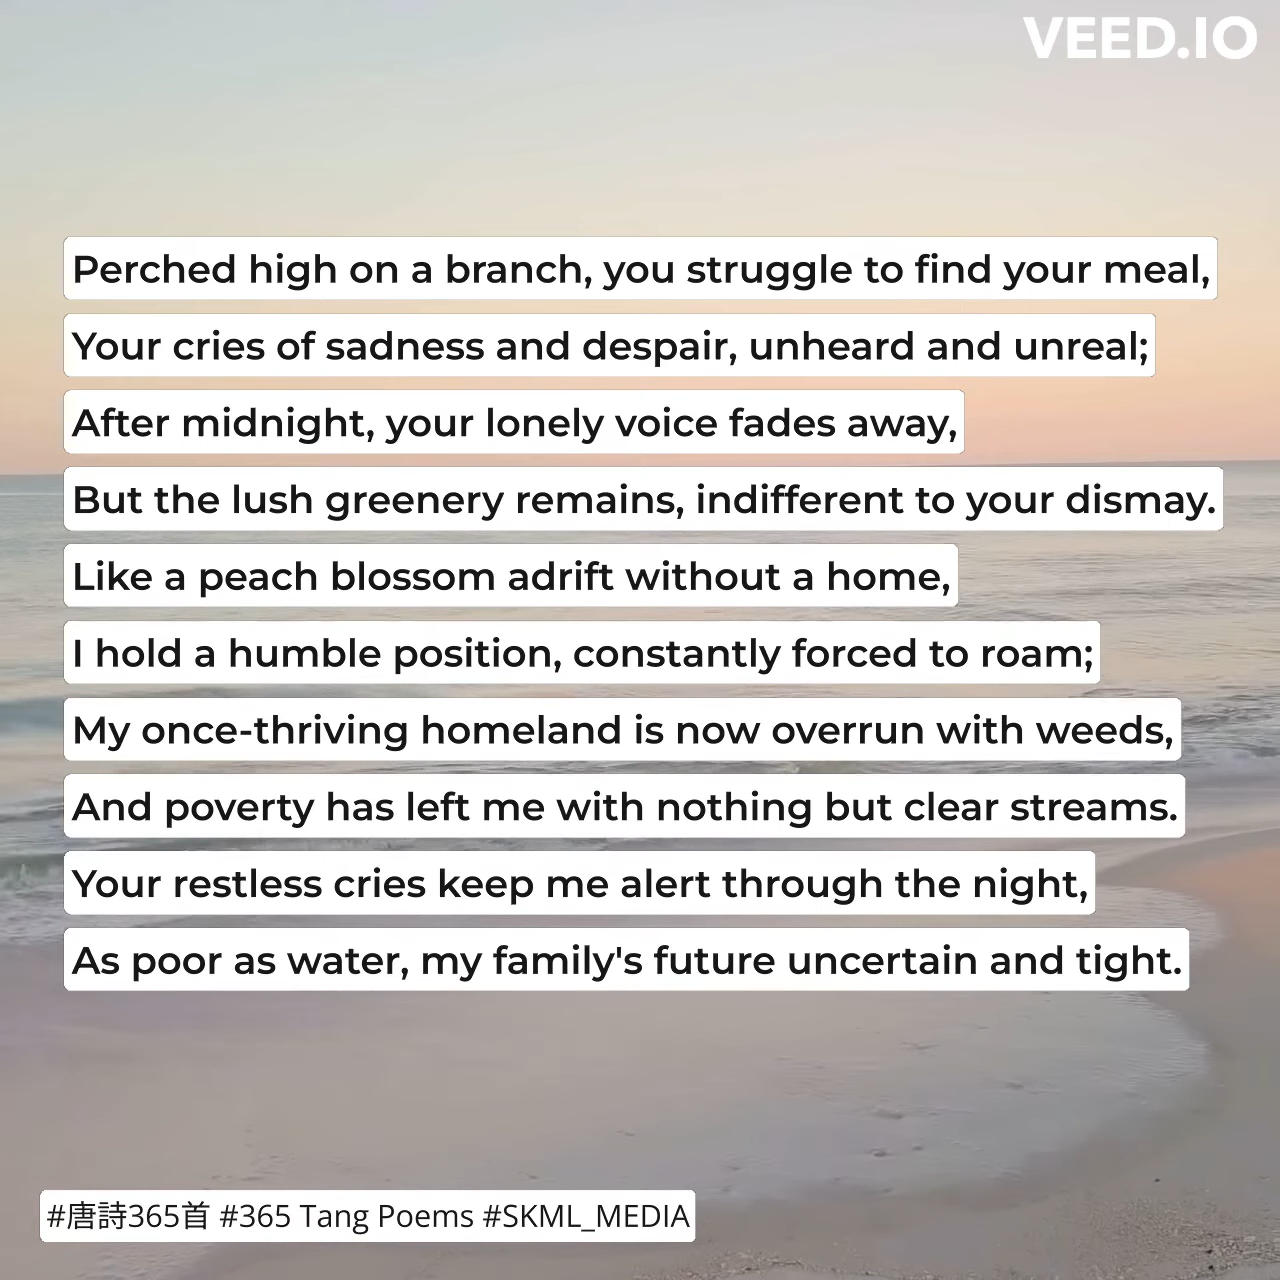 VEED.IO
Perched high on a branch, you struggle to find your meal,
Your cries of sadness and despair, unheard and unreal;
After midnight, your lonely voice fades away,
But the lush greenery remains, indifferent to your dismay.
Like a peach blossom adrift without a home,
I hold a humble position, constantly forced to roam;
My once-thriving homeland is now overrun with weeds,
And poverty has left me with nothing but clear streams.
Your restless cries keep me alert through the night,
As poor as water, my family's future uncertain and tight.
#唐詩365首 #365 Tang Poems #SKML_MEDIA